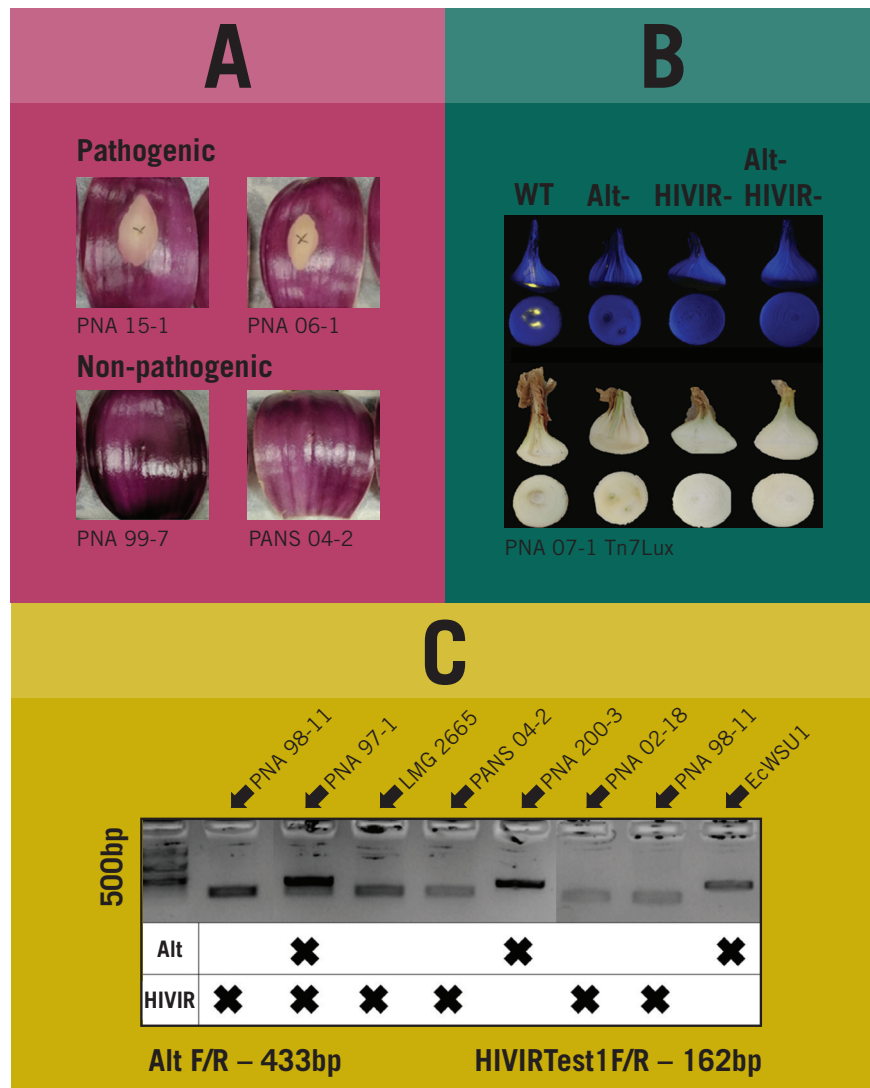 A
Pathogenic
PNA 15-1
PNA 06-1
Non-pathogenic
PNA 99-7
PANS 04-2
B
WT
Alt-
HIVIR-
Alt-
HIVIR-
PNA 07-1 Tn7Lux
C
PNA 98-11
PNA 97-1
LMG 2665
PANS 04-2
PNA 200-3
PNA 02-18
PNA 98-11
EcWSU1
500bp
Alt
HIVIR
Alt F/R – 433bp
HIVIRTest1F/R – 162bp